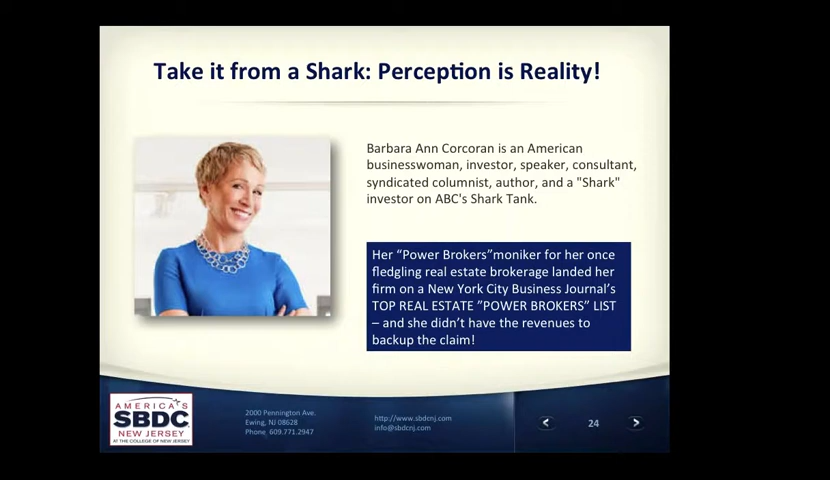 Take it from a Shark: Perception is Reality!
Barbara Ann Corcoran is an American
businesswoman, investor, speaker, consultant,
syndicated columnist, author, and a "Shark"
investor on ABC's Shark Tank.
Her “Power Brokers”moniker for her once
fledgling real estate brokerage landed her
firm on a New York City Business Journal’s
TOP REAL ESTATE ”POWER BROKERS” LIST
– and she didn’t have the revenues to
backup the claim!
AMERICA'S
SBDC
NEW JERSEY
AT THE COLLEGE OF NEW JERSEY
2000 Pennington Ave.
Ewing, NJ 08628
Phone 609.771.2947
http://www.sbdcnj.com
info@sbdcnj.com
24